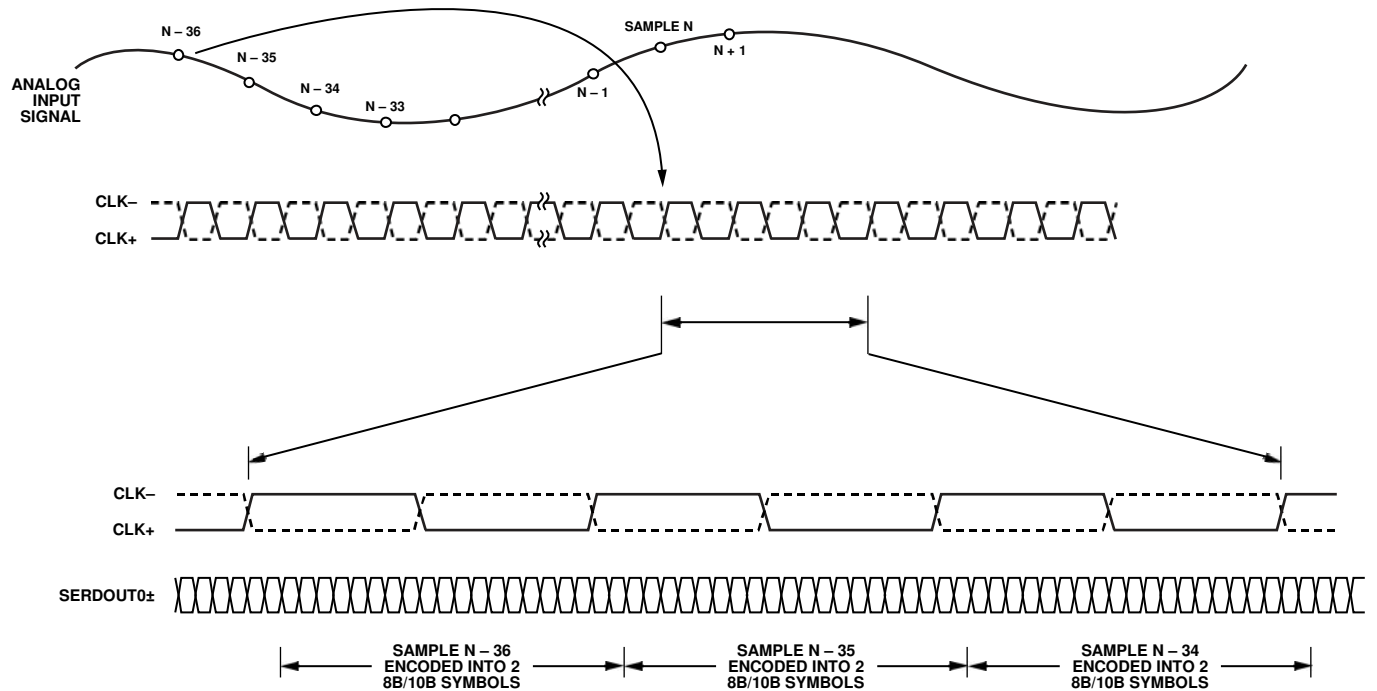 N – 36
N – 35
N – 34
N – 33
SAMPLE N
N + 1
N – 1
ANALOG
INPUT
SIGNAL
CLK–
CLK+
CLK–
CLK+
SERDOUT0±
SAMPLE N – 36
ENCODED INTO 2
8B/10B SYMBOLS
SAMPLE N – 35
ENCODED INTO 2
8B/10B SYMBOLS
SAMPLE N – 34
ENCODED INTO 2
8B/10B SYMBOLS